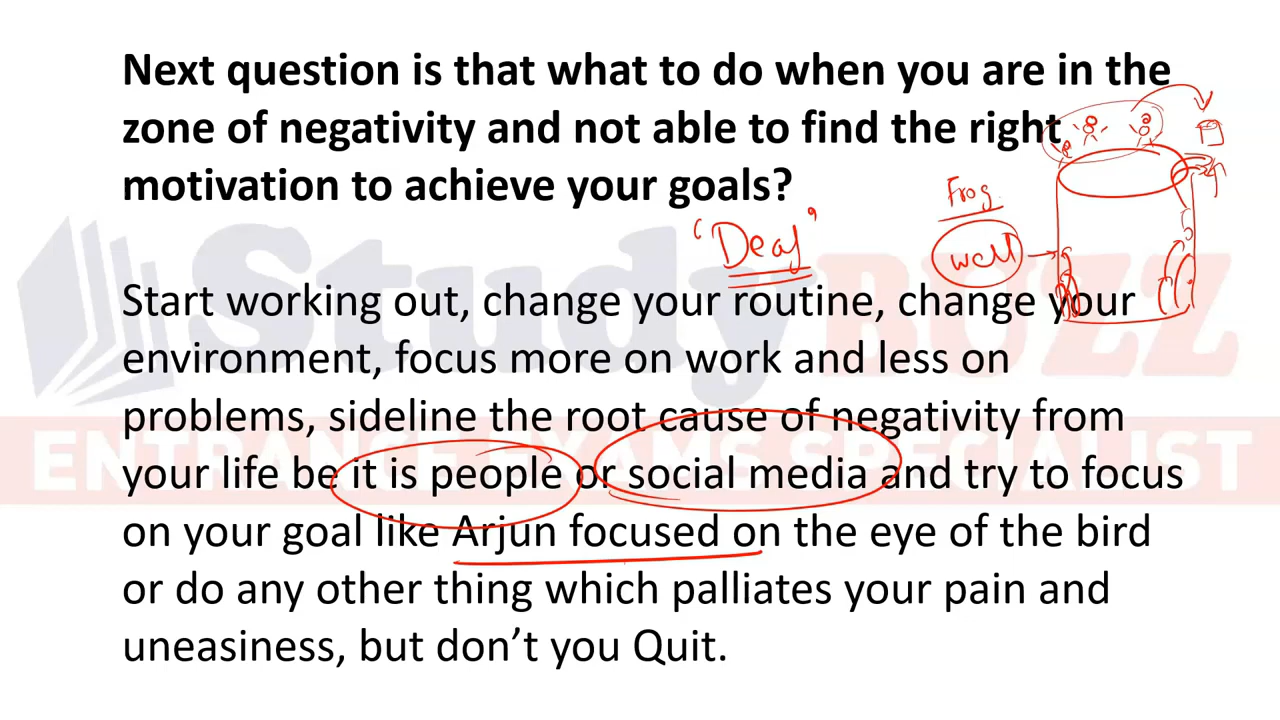 Next question is that what to do when you are in the
zone of negativity and not able to find the right
motivation to achieve your goals?
Frog
'Deaf'
well
Start working out, change your routine, change your
environment, focus more on work and less on
problems, sideline the root cause of negativity from
your life be it is people or social media and try to focus
on your goal like Arjun focused on the eye of the bird
or do any other thing which palliates your pain and
uneasiness, but don’t you Quit.
StudyBUZZ
ENTRANCE EXAMS SPECIALIST